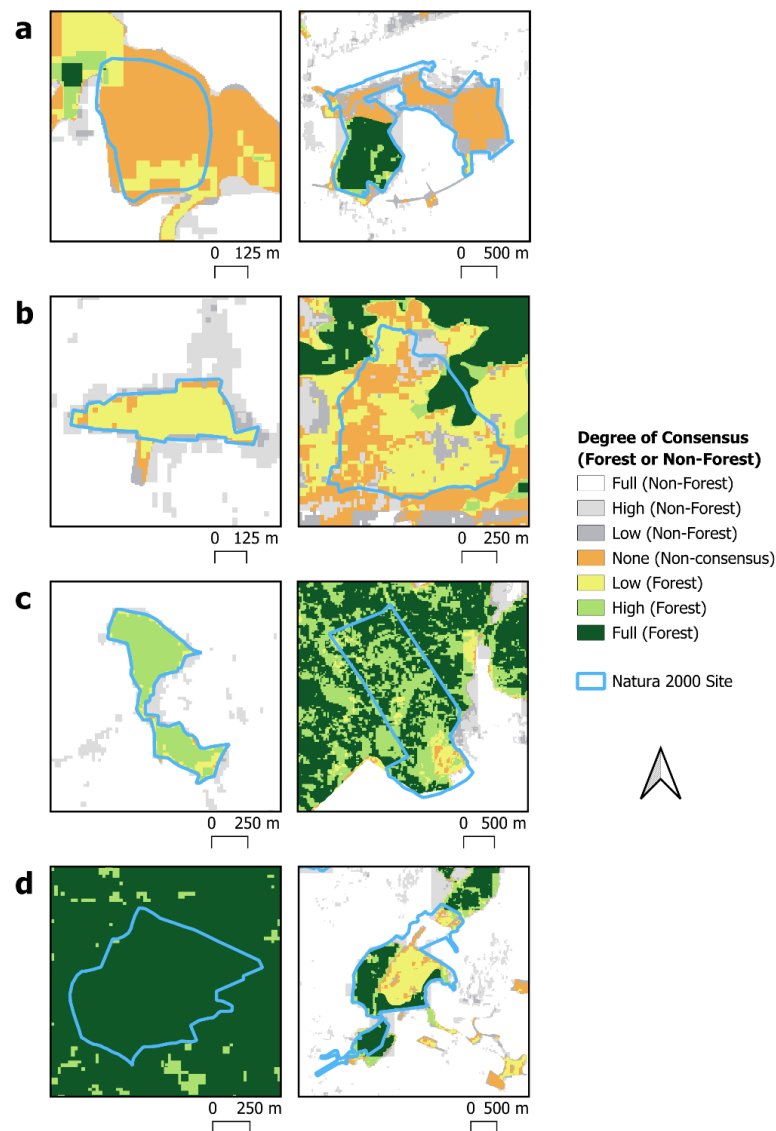 a
0 125 m
0 500 m
b
0 125 m
0 250 m
Degree of Consensus
(Forest or Non-Forest)
Full (Non-Forest)
High (Non-Forest)
Low (Non-Forest)
None (Non-consensus)
Low (Forest)
High (Forest)
Full (Forest)
Natura 2000 Site
c
0 250 m
0 500 m
d
0 250 m
0 500 m